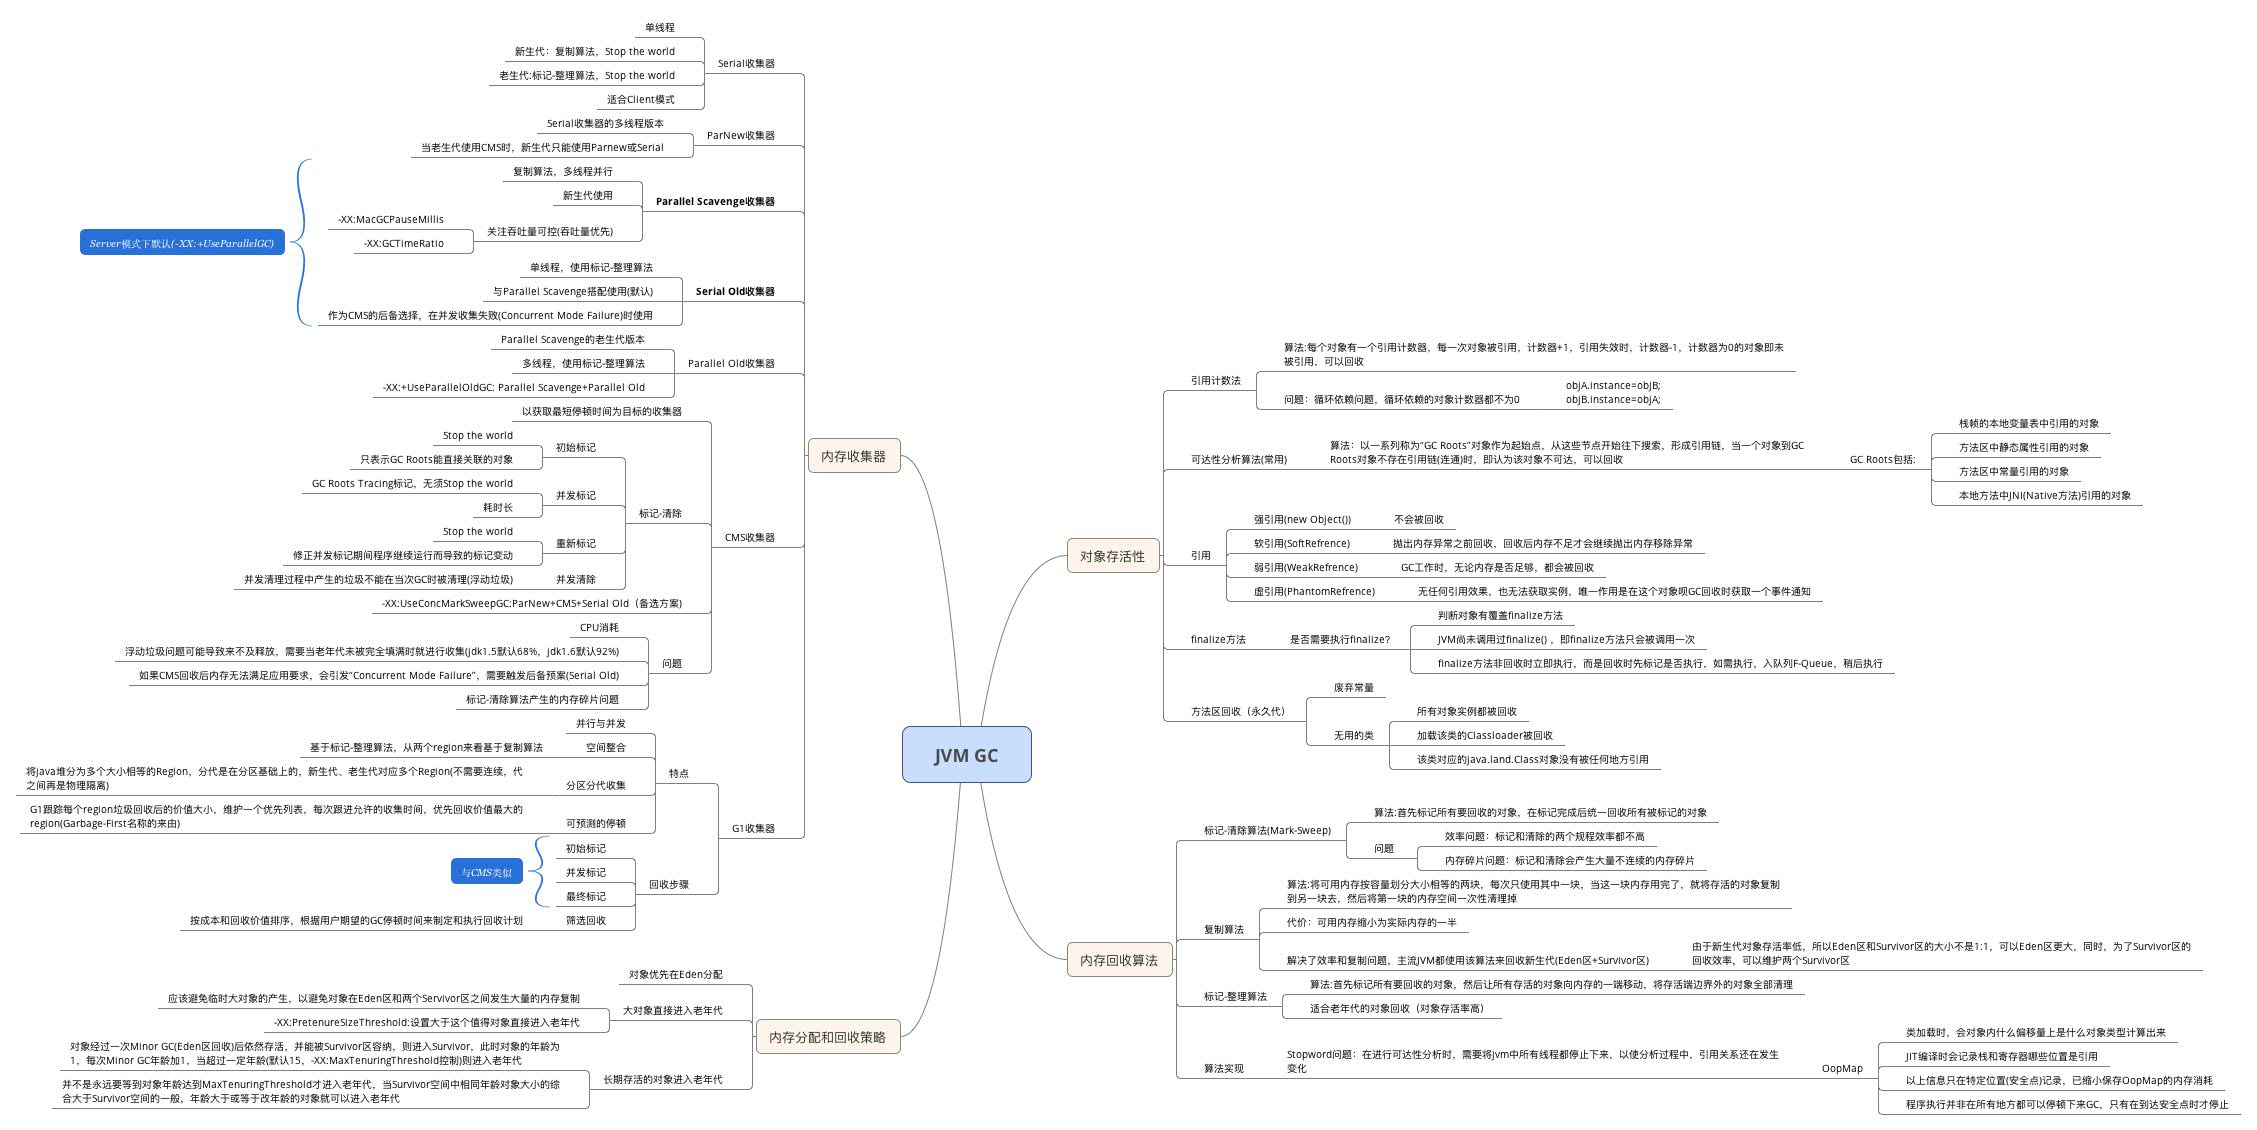 JVM GC
内存收集器
Serial收集器
单线程
新生代：复制算法，Stop the world
老生代:标记-整理算法，Stop the world
适合Client模式
ParNew收集器
Serial收集器的多线程版本
当老生代使用CMS时，新生代只能使用Parnew或Serial
Parallel Scavenge收集器
复制算法，多线程并行
新生代使用
关注吞吐量可控(吞吐量优先)
-XX:MacGCPauseMillis
-XX:GCTimeRatio
Serial Old收集器
单线程，使用标记-整理算法
与Parallel Scavenge搭配使用(默认)
作为CMS的后备选择，在并发收集失败(Concurrent Mode Failure)时使用
Server模式下默认(-XX:+UseParallelGC)
Parallel Old收集器
Parallel Scavenge的老生代版本
多线程，使用标记-整理算法
-XX:+UseParallelOldGC: Parallel Scavenge+Parallel Old
CMS收集器
以获取最短停顿时间为目标的收集器
标记-清除
初始标记
Stop the world
只表示GC Roots能直接关联的对象
并发标记
GC Roots Tracing标记，无须Stop the world
耗时长
重新标记
Stop the world
修正并发标记期间程序继续运行而导致的标记变动
并发清除
并发清理过程中产生的垃圾不能在当次GC时被清理(浮动垃圾)
-XX:UseConcMarkSweepGC:ParNew+CMS+Serial Old（备选方案）
问题
CPU消耗
浮动垃圾问题可能导致来不及释放，需要当老年代未被完全填满时就进行收集(jdk1.5默认68%，jdk1.6默认92%)
如果CMS回收后内存无法满足应用要求，会引发“Concurrent Mode Failure”，需要触发后备预案(Serial Old)
标记-清除算法产生的内存碎片问题
G1收集器
特点
并行与并发
空间整合
基于标记-整理算法，从两个region来看基于复制算法
分区分代收集
将java堆分为多个大小相等的Region，分代是在分区基础上的，新生代、老生代对应多个Region(不需要连续，代
之间再是物理隔离)
可预测的停顿
G1跟踪每个region垃圾回收后的价值大小，维护一个优先列表，每次跟进允许的收集时间，优先回收价值最大的
region(Garbage-First名称的来由)
回收步骤
初始标记
并发标记
最终标记
与CMS类似
筛选回收
按成本和回收价值排序，根据用户期望的GC停顿时间来制定和执行回收计划
内存分配和回收策略
对象优先在Eden分配
大对象直接进入老年代
应该避免临时大对象的产生，以避免对象在Eden区和两个Servivor区之间发生大量的内存复制
-XX:PretenureSizeThreshold:设置大于这个值得对象直接进入老年代
长期存活的对象进入老年代
对象经过一次Minor GC(Eden区回收)后依然存活，并能被Survivor区容纳，则进入Survivor，此时对象的年龄为
1，每次Minor GC年龄加1，当超过一定年龄(默认15，-XX:MaxTenuringThreshold控制)则进入老年代
并不是永远要等到对象年龄达到MaxTenuringThreshold才进入老年代，当Survivor空间中相同年龄对象大小的综
合大于Survivor空间的一般，年龄大于或等于改年龄的对象就可以进入老年代
对象存活性
引用计数法
算法:每个对象有一个引用计数器，每一次对象被引用，计数器+1，引用失效时，计数器-1，计数器为0的对象即未
被引用，可以回收
问题：循环依赖问题，循环依赖的对象计数器都不为0
objA.instance=objB;
objB.instance=objA;
可达性分析算法(常用)
算法：以一系列称为“GC Roots”对象作为起始点，从这些节点开始往下搜索，形成引用链，当一个对象到GC
Roots对象不存在引用链(连通)时，即认为该对象不可达，可以回收
GC Roots包括:
栈帧的本地变量表中引用的对象
方法区中静态属性引用的对象
方法区中常量引用的对象
本地方法中JNI(Native方法)引用的对象
引用
强引用(new Object())
不会被回收
软引用(SoftRefrence)
抛出内存异常之前回收，回收后内存不足才会继续抛出内存移除异常
弱引用(WeakRefrence)
GC工作时，无论内存是否足够，都会被回收
虚引用(PhantomRefrence)
无任何引用效果，也无法获取实例，唯一作用是在这个对象呗GC回收时获取一个事件通知
finalize方法
是否需要执行finalize?
判断对象有覆盖finalize方法
JVM尚未调用过finalize() ，即finalize方法只会被调用一次
finalize方法非回收时立即执行，而是回收时先标记是否执行，如需执行，入队列F-Queue，稍后执行
方法区回收（永久代）
废弃常量
无用的类
所有对象实例都被回收
加载该类的Classloader被回收
该类对应的java.land.Class对象没有被任何地方引用
内存回收算法
标记-清除算法(Mark-Sweep)
算法:首先标记所有要回收的对象，在标记完成后统一回收所有被标记的对象
问题
效率问题：标记和清除的两个规程效率都不高
内存碎片问题：标记和清除会产生大量不连续的内存碎片
复制算法
算法:将可用内存按容量划分大小相等的两块，每次只使用其中一块，当这一块内存用完了，就将存活的对象复制
到另一块去，然后将第一块的内存空间一次性清理掉
代价：可用内存缩小为实际内存的一半
解决了效率和复制问题，主流JVM都使用该算法来回收新生代(Eden区+Survivor区)
由于新生代对象存活率低，所以Eden区和Survivor区的大小不是1:1，可以Eden区更大，同时，为了Survivor区的
回收效率，可以维护两个Survivor区
标记-整理算法
算法:首先标记所有要回收的对象，然后让所有存活的对象向内存的一端移动，将存活端边界外的对象全部清理
适合老年代的对象回收（对象存活率高）
算法实现
Stopword问题：在进行可达性分析时，需要将jvm中所有线程都停止下来，以使分析过程中，引用关系还在发生
变化
OopMap
类加载时，会对象内什么偏移量上是什么对象类型计算出来
JIT编译时会记录栈和寄存器哪些位置是引用
以上信息只在特定位置(安全点)记录，已缩小保存OopMap的内存消耗
程序执行并非在所有地方都可以停顿下来GC，只有在到达安全点时才停止